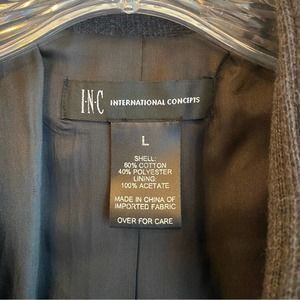 I·N·C INTERNATIONAL CONCEPTS
L
SHELL:
60% COTTON
40% POLYESTER
LINING:
100% ACETATE
MADE IN CHINA OF
IMPORTED FABRIC
OVER FOR CARE